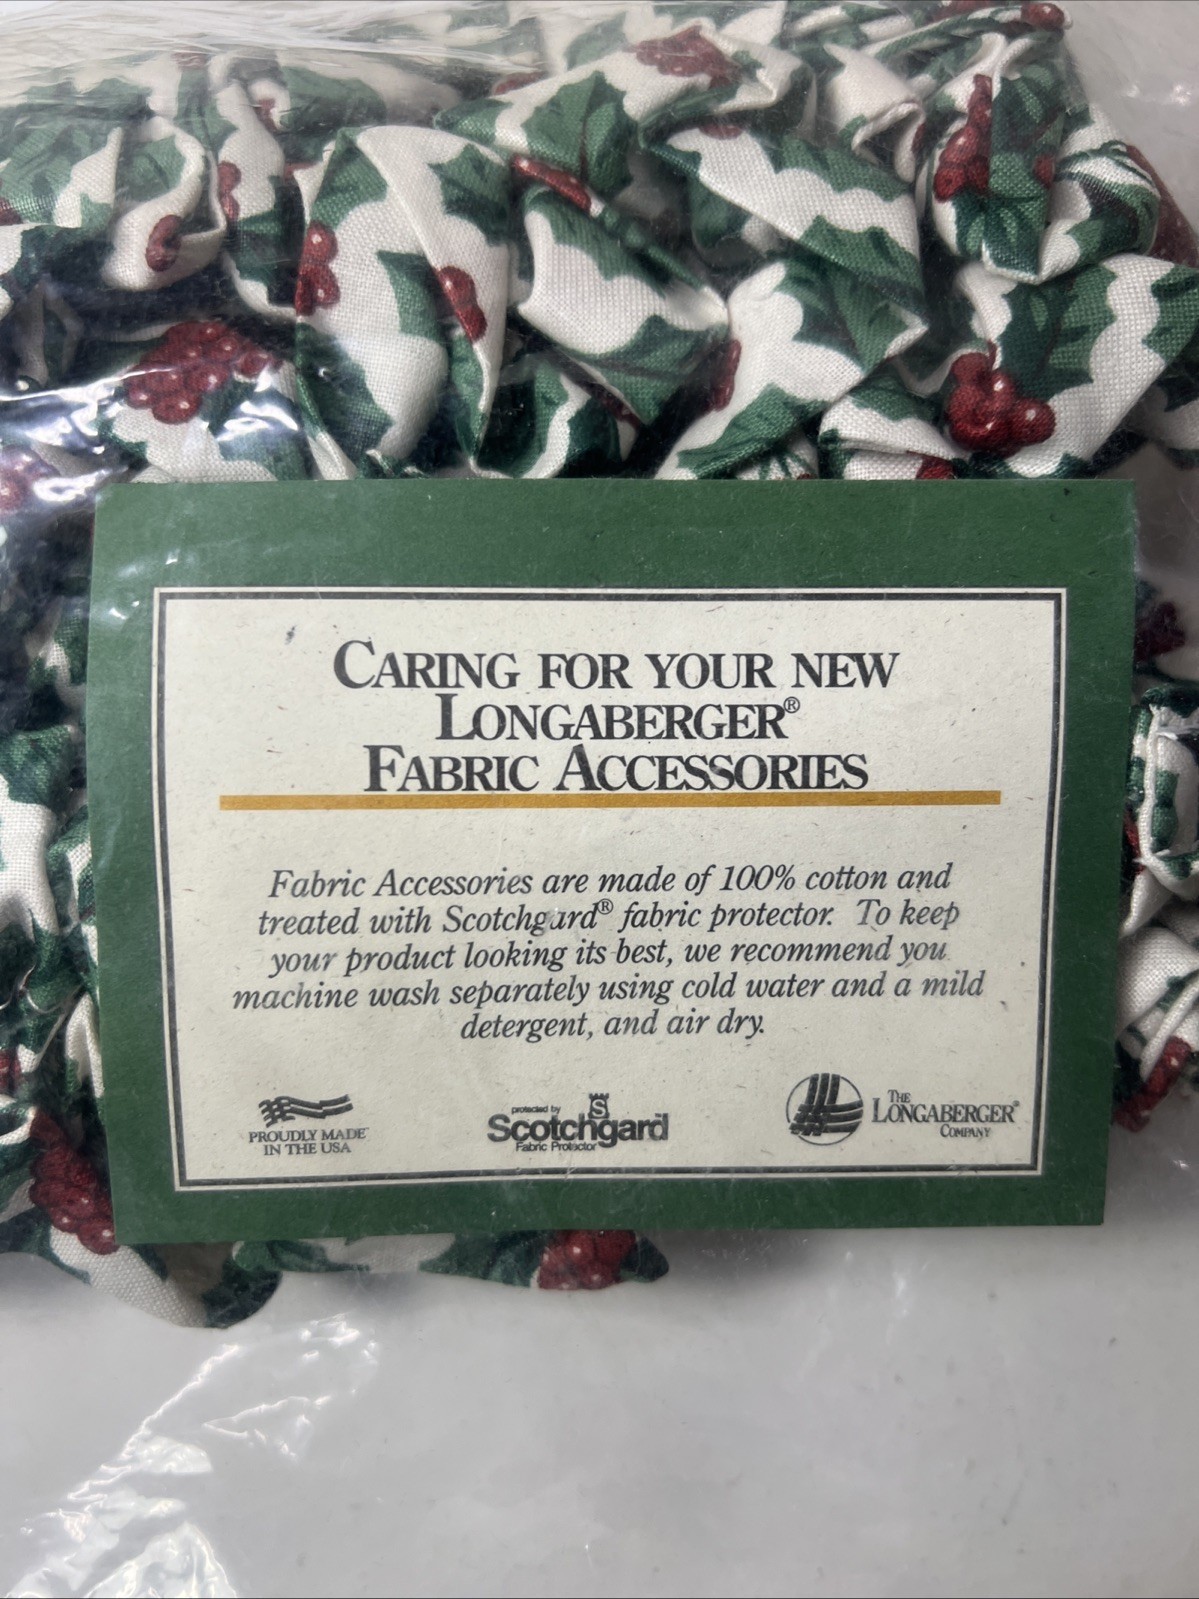 CARING FOR YOUR NEW
LONGABERGER®
FABRIC ACCESSORIES
Fabric Accessories are made of 100% cotton and
treated with Scotchgard® fabric protector. To keep
your product looking its best, we recommend you
machine wash separately using cold water and a mild
detergent, and air dry.
PROUDLY MADE
IN THE USA
protected by
S
Scotchgard
Fabric Protector
THE
LONGABERGER®
COMPANY